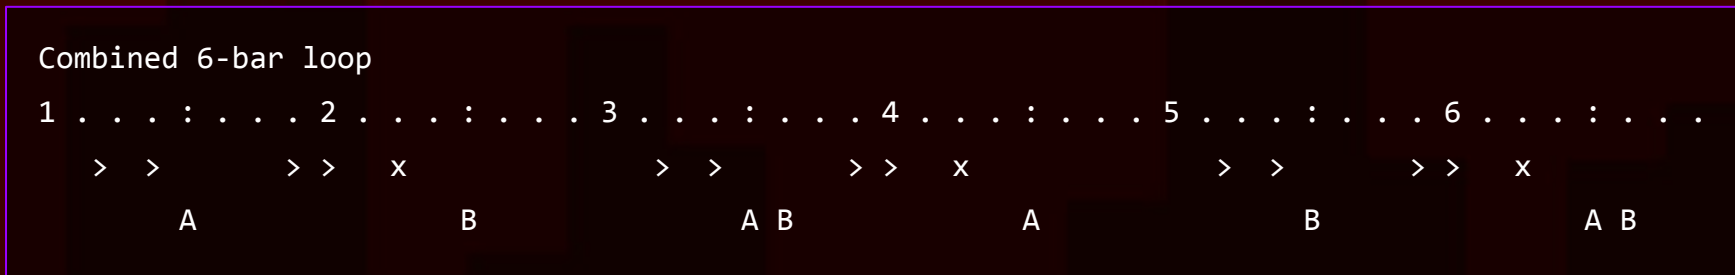 Combined 6-bar loop
1 . . . : . . . 2 . . . : . . . 3 . . . : . . . 4 . . . : . . . 5 . . . : . . . 6 . . . : . . .
   >  >       > >   x              >  >       > >   x              >  >       > >   x
        A               B               A B             A               B               A B